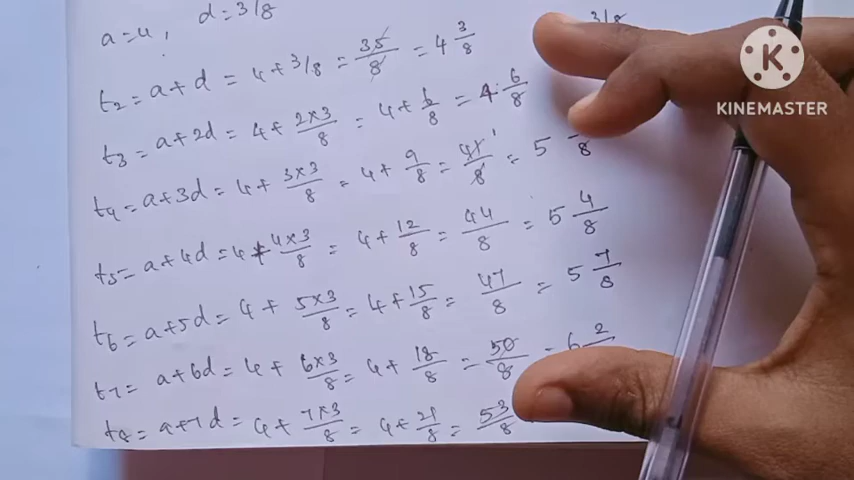 a=4, d=3/8
3/8
KINEMASTER
t2=a+d = 4+3/8 = 35/8 = 4 3/8
t3=a+2d= 4+ 2×3/8 = 4+ 6/8 = 4 6/8
t4=a+3d=4+ 3×3/8 = 4+ 9/8 = 41/8 = 5 /8
t5=a+4d=4+ 4×3/8 = 4+ 12/8 = 44/8 = 5 4/8
t6=a+5d= 4+ 5×3/8 = 4+ 15/8 = 47/8 = 5 7/8
t7= a+6d=4+ 6×3/8 = 4+ 18/8 = 50/8 = 6 2
t8=a+7d= 4+ 7×3/8 = 4+ 21/8 = 53/8